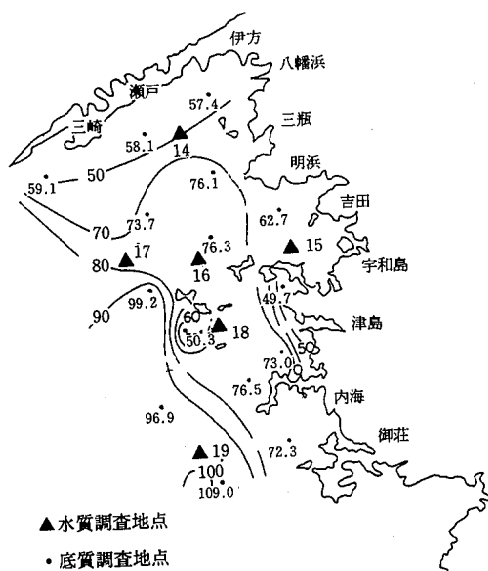 伊方
八幡浜
瀬戸
57.4
三瓶
三崎
58.1
14
明浜
59.1
50
76.1
吉田
73.7
62.7
70
76.3
15
17
宇和島
80
16
99.2
49.7
90
60
50.3
18
津島
50
73.0
76.5
内海
96.9
御荘
72.3
19
100
109.0
▲水質調査地点
・底質調査地点